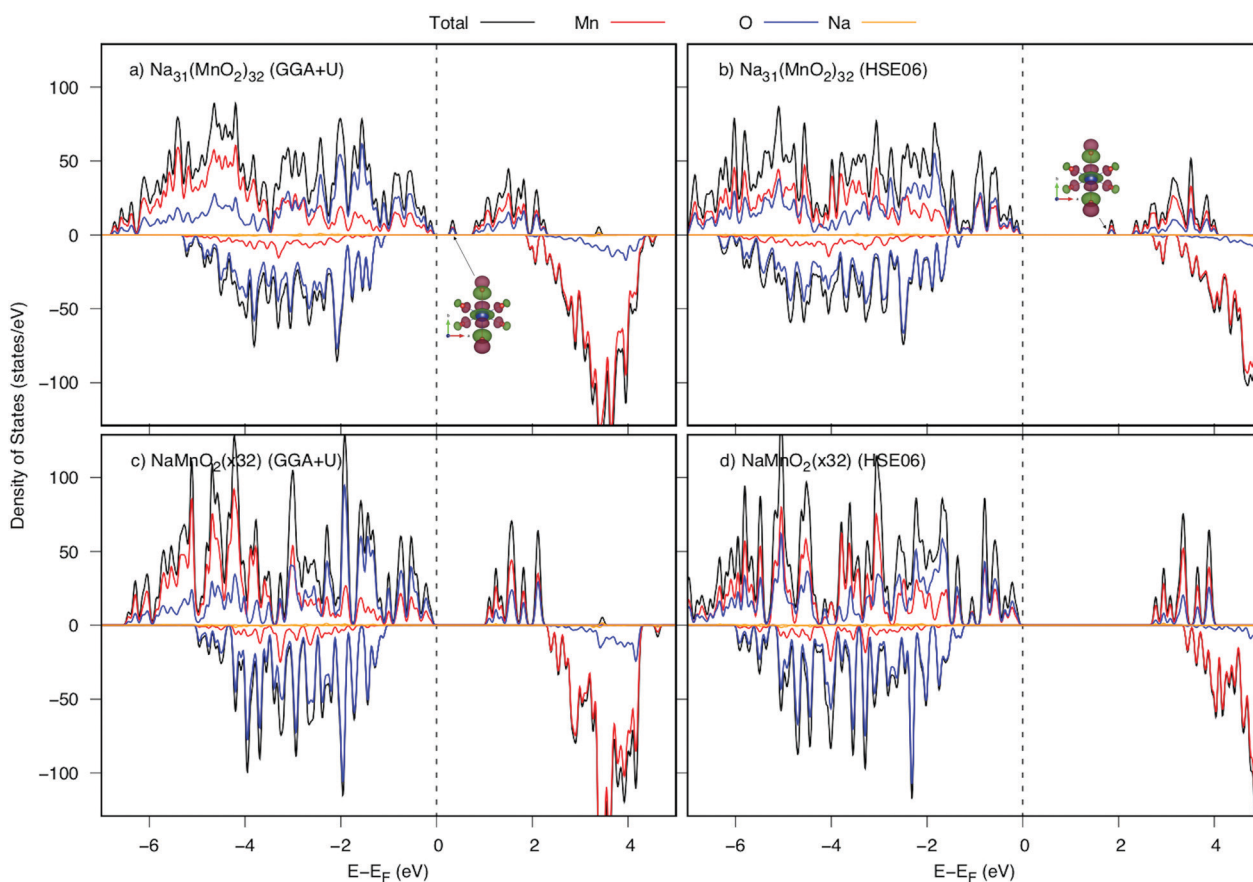 Total Mn O Na
a) Na31(MnO2)32 (GGA+U)
b) Na31(MnO2)32 (HSE06)
100
50
0
−50
−100
c) NaMnO2(x32) (GGA+U)
d) NaMnO2(x32) (HSE06)
100
50
0
−50
−100
Density of States (states/eV)
−6 −4 −2 0 2 4
−6 −4 −2 0 2 4
E−EF (eV)
E−EF (eV)